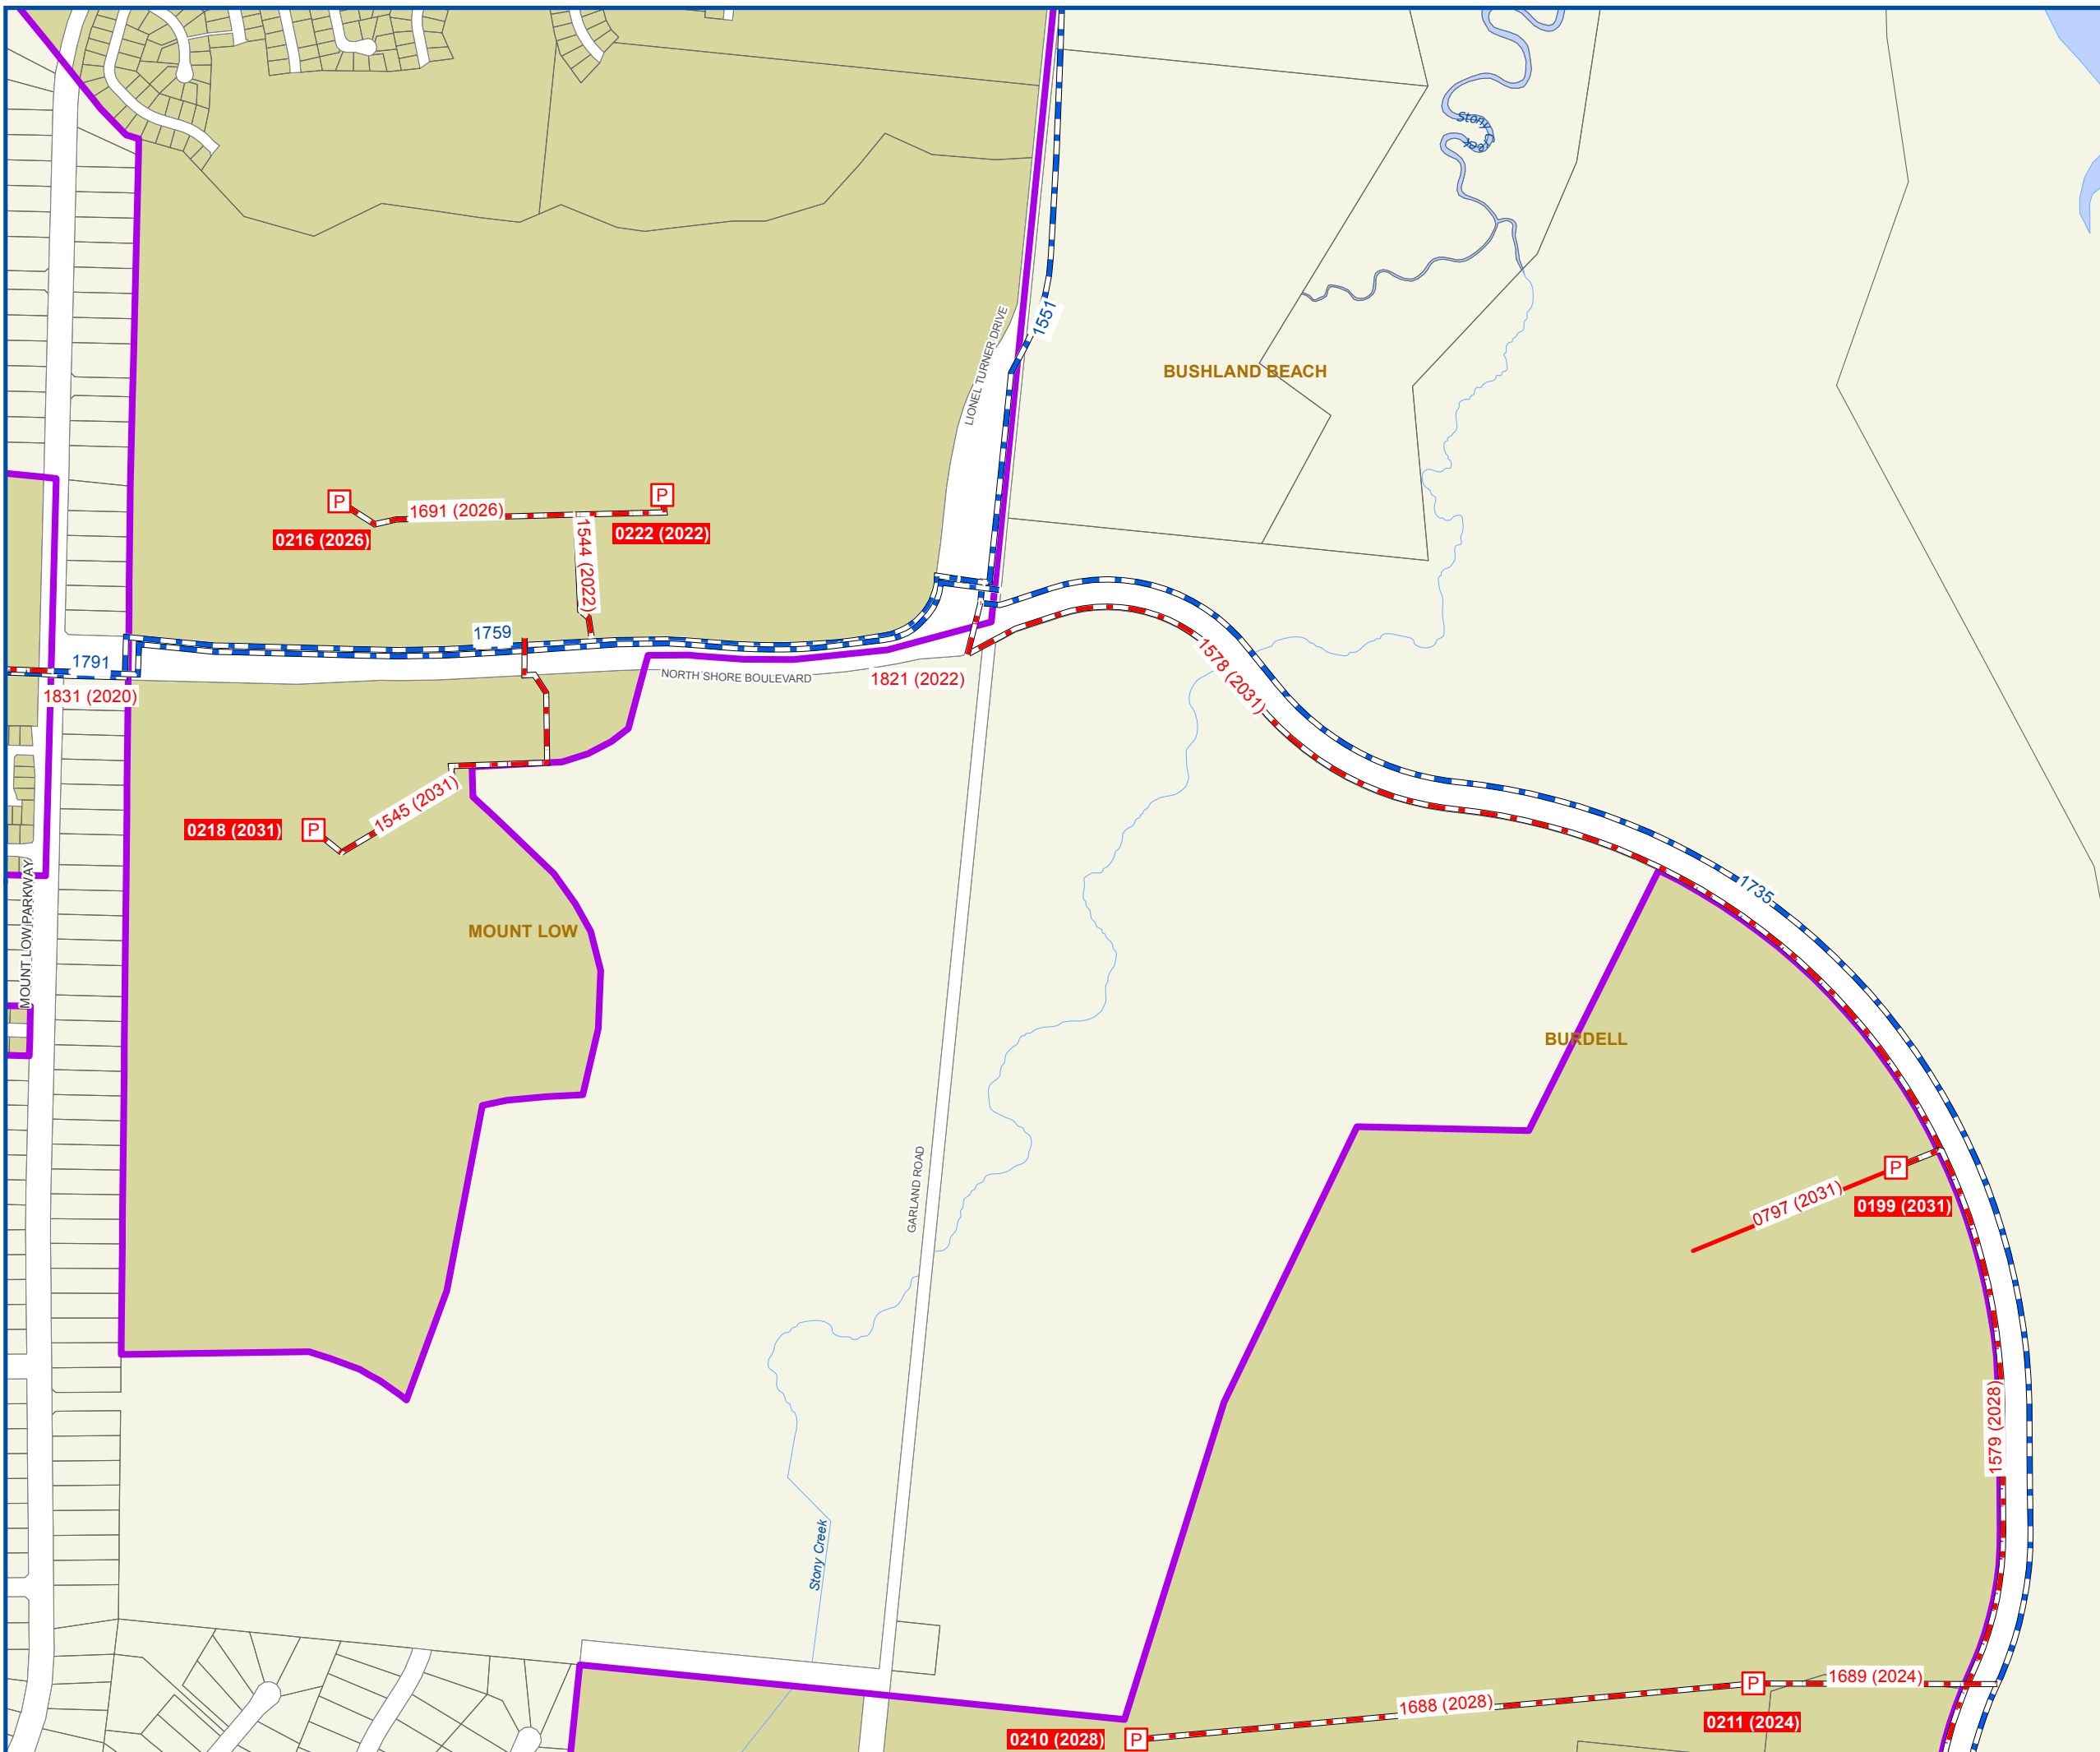 Stony
Creek
1551
LIONEL TURNER DRIVE
BUSHLAND BEACH
P
P
1691 (2026)
0216 (2026)
0222 (2022)
1544 (2022)
1759
1791
1831 (2020)
NORTH SHORE BOULEVARD
1821 (2022)
1578 (2031)
1545 (2031)
0218 (2031)
P
MOUNT LOW PARKWAY
MOUNT LOW
1735
BURDELL
P
0797 (2031)
0199 (2031)
GARLAND ROAD
1579 (2028)
Stony Creek
1689 (2024)
P
1688 (2028)
0211 (2024)
0210 (2028)
P